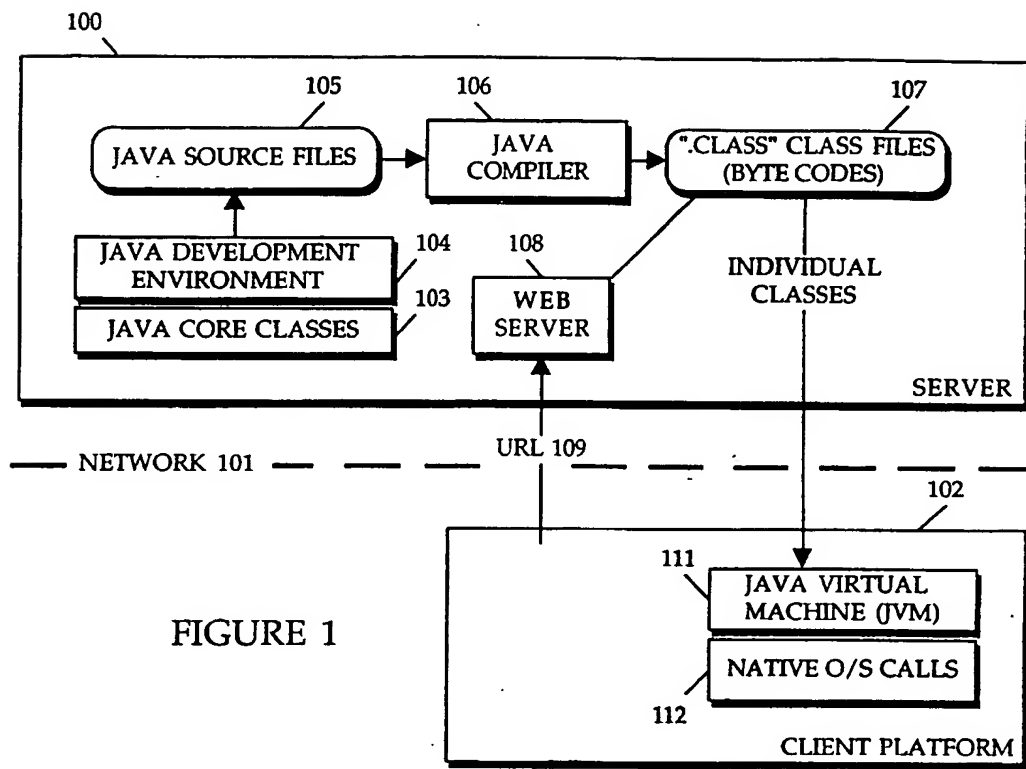 100
105
106
107
JAVA SOURCE FILES
JAVA
COMPILER
".CLASS" CLASS FILES
(BYTE CODES)
JAVA DEVELOPMENT
ENVIRONMENT
104
103
JAVA CORE CLASSES
108
WEB
SERVER
INDIVIDUAL
CLASSES
SERVER
URL 109
NETWORK 101
102
111
JAVA VIRTUAL
MACHINE (JVM)
NATIVE O/S CALLS
112
CLIENT PLATFORM
FIGURE 1